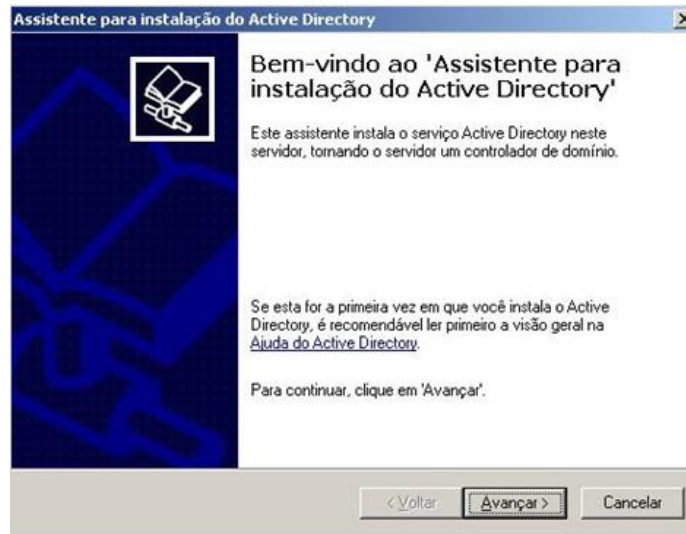 Assistente para instalação do Active Directory
Bem-vindo ao 'Assistente para
instalação do Active Directory'
Este assistente instala o serviço Active Directory neste
servidor, tornando o servidor um controlador de domínio.
Se esta for a primeira vez em que você instala o Active
Directory, é recomendável ler primeiro a visão geral na
Ajuda do Active Directory.
Para continuar, clique em 'Avançar'.
< Voltar Avançar > Cancelar